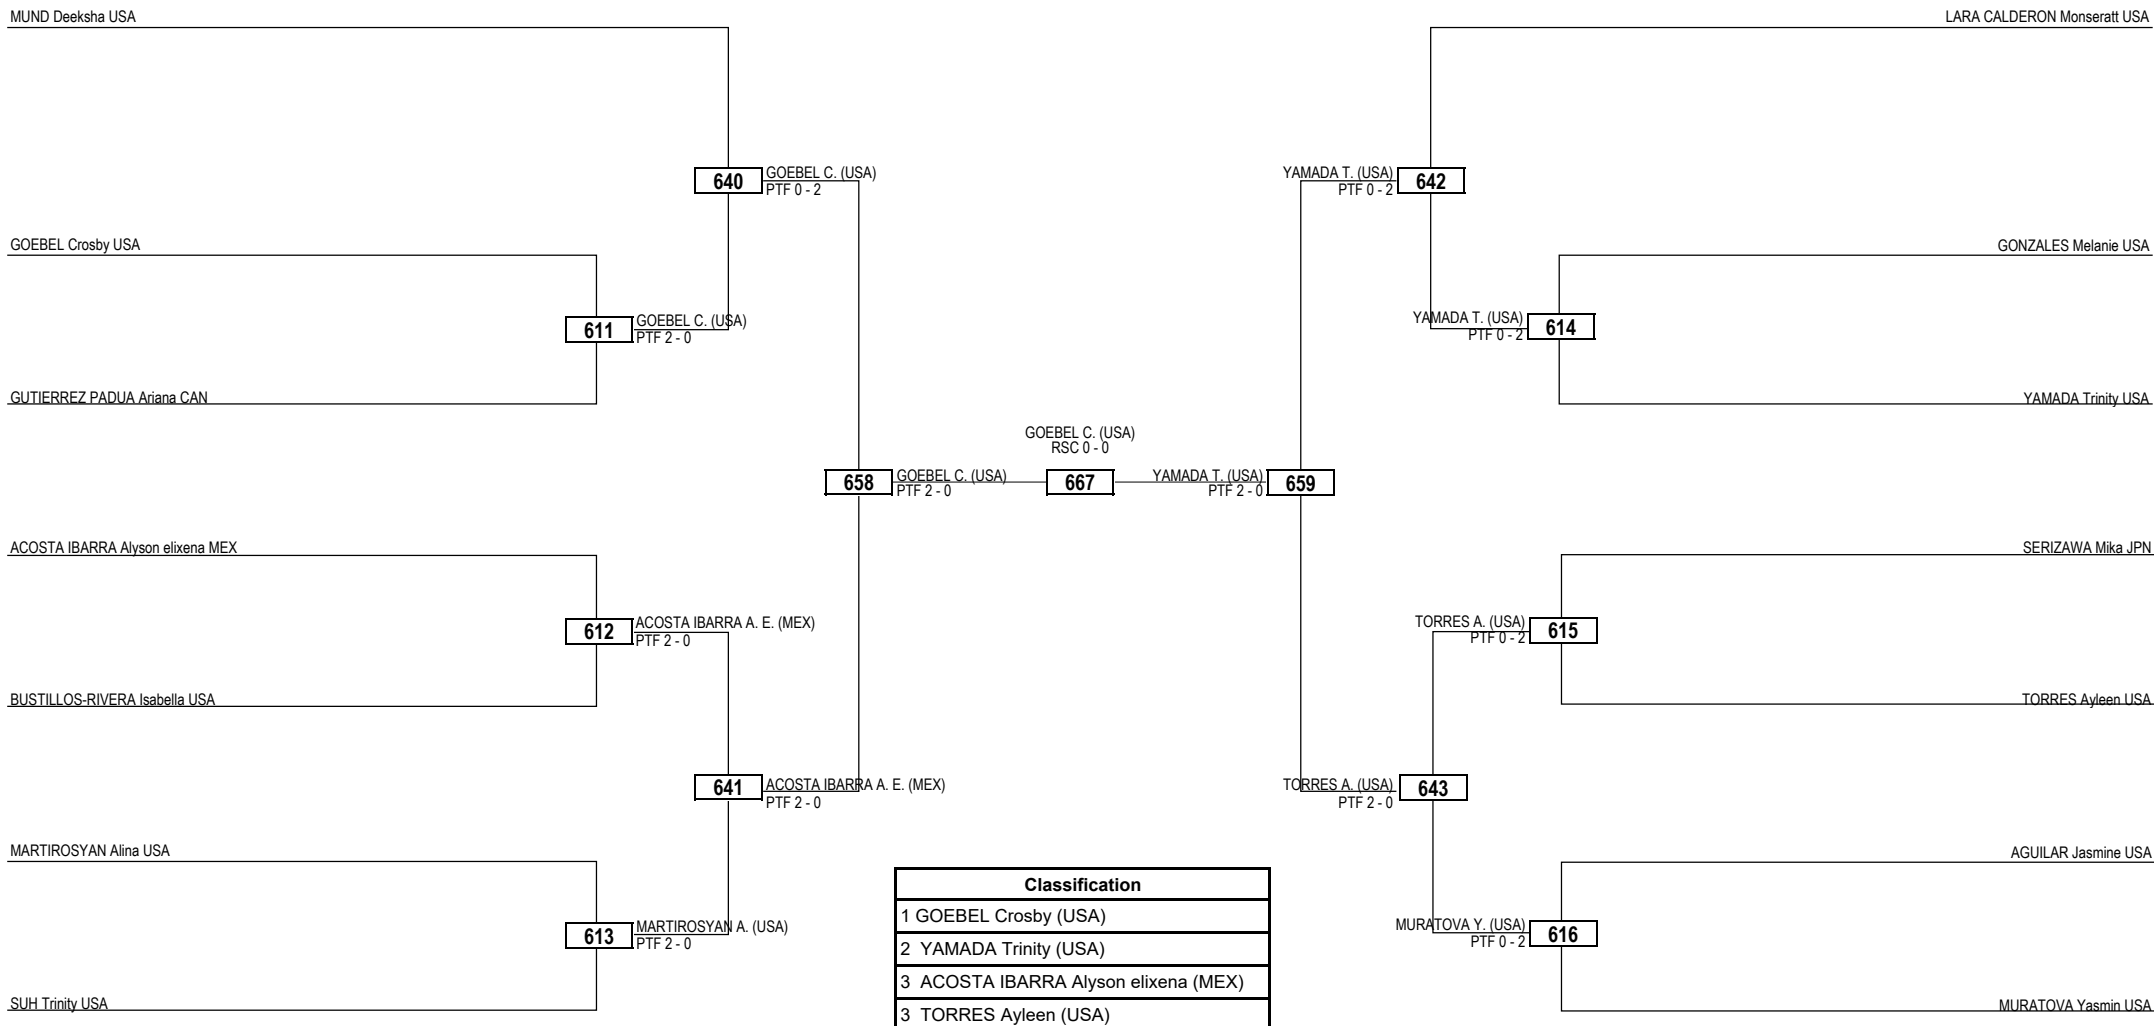 MUND Deeksha USA
LARA CALDERON Monseratt USA
640
GOEBEL C. (USA)
PTF 0 - 2
YAMADA T. (USA)
PTF 0 - 2
642
GOEBEL Crosby USA
GONZALES Melanie USA
611
GOEBEL C. (USA)
PTF 2 - 0
YAMADA T. (USA)
PTF 0 - 2
614
GUTIERREZ PADUA Ariana CAN
YAMADA Trinity USA
GOEBEL C. (USA)
RSC 0 - 0
658
GOEBEL C. (USA)
PTF 2 - 0
667
YAMADA T. (USA)
PTF 2 - 0
659
ACOSTA IBARRA Alyson elixena MEX
SERIZAWA Mika JPN
612
ACOSTA IBARRA A. E. (MEX)
PTF 2 - 0
TORRES A. (USA)
PTF 0 - 2
615
BUSTILLOS-RIVERA Isabella USA
TORRES Ayleen USA
641
ACOSTA IBARRA A. E. (MEX)
PTF 2 - 0
TORRES A. (USA)
PTF 2 - 0
643
MARTIROSYAN Alina USA
AGUILAR Jasmine USA
613
MARTIROSYAN A. (USA)
PTF 2 - 0
MURATOVA Y. (USA)
PTF 0 - 2
616
SUH Trinity USA
MURATOVA Yasmin USA
Classification
1 GOEBEL Crosby (USA)
2 YAMADA Trinity (USA)
3 ACOSTA IBARRA Alyson elixena (MEX)
3 TORRES Ayleen (USA)